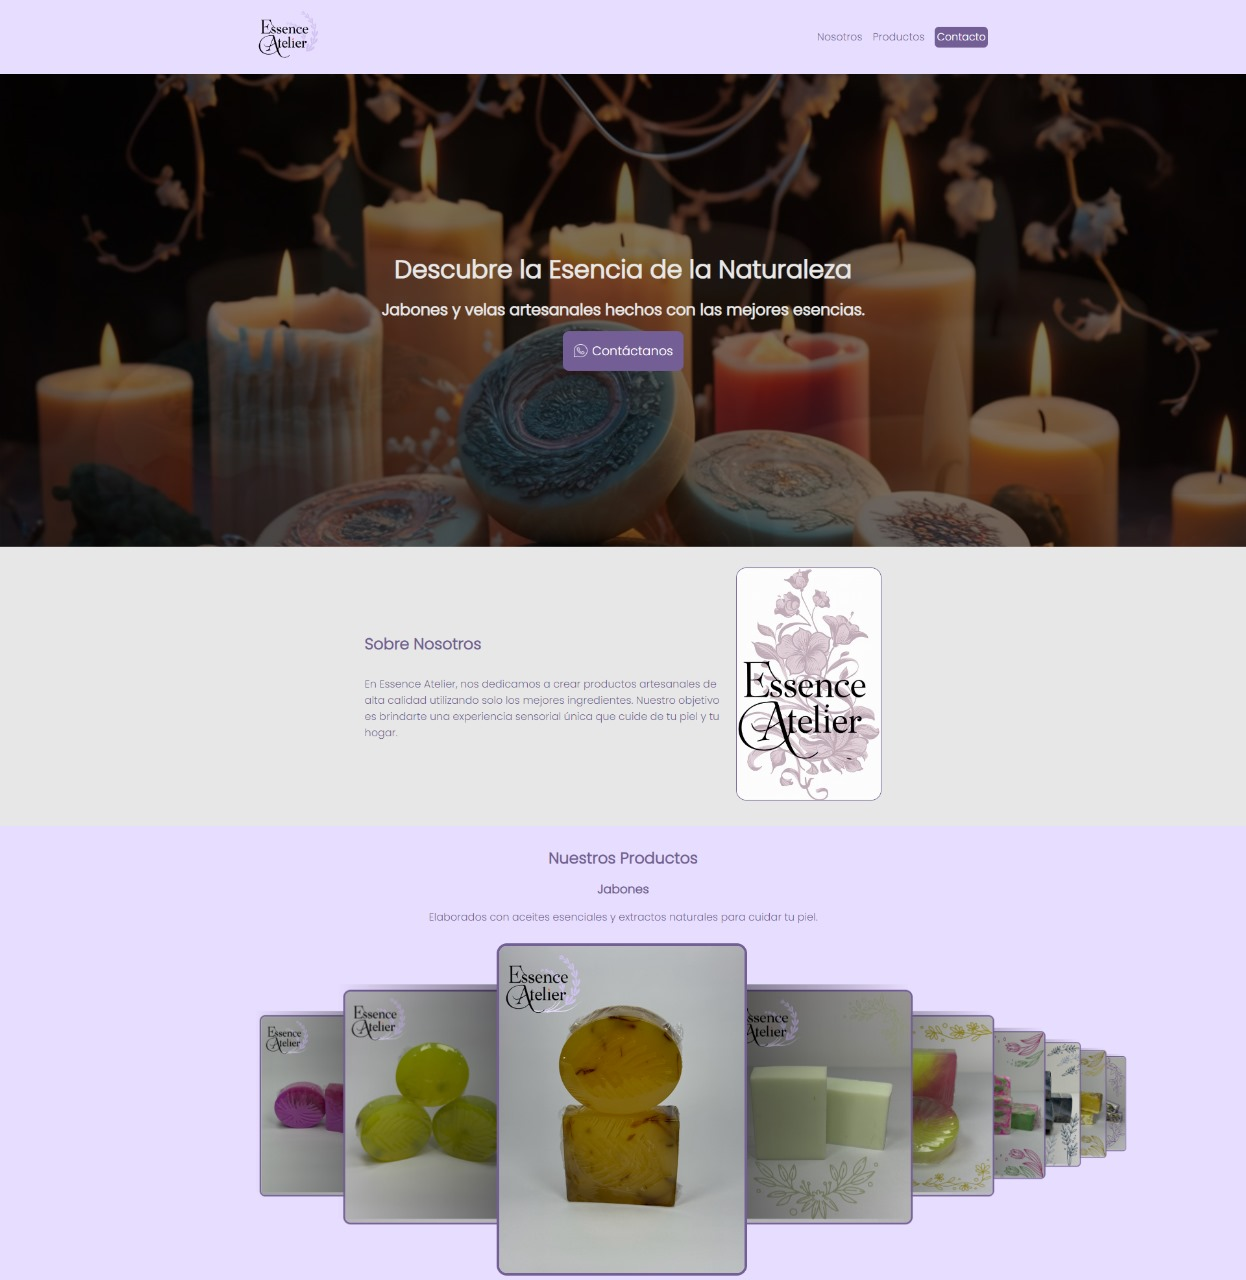 Essence
Atelier
Nosotros Productos Contacto
Descubre la Esencia de la Naturaleza
Jabones y velas artesanales hechos con las mejores esencias.
Contáctanos
Sobre Nosotros
En Essence Atelier, nos dedicamos a crear productos artesanales de
alta calidad utilizando solo los mejores ingredientes. Nuestro objetivo
es brindarte una experiencia sensorial única que cuide de tu piel y tu
hogar.
Essence
Atelier
Nuestros Productos
Jabones
Elaborados con aceites esenciales y extractos naturales para cuidar tu piel.
Essence
Atelier
Essence
Atelier
Essence
Atelier
ssence
telier